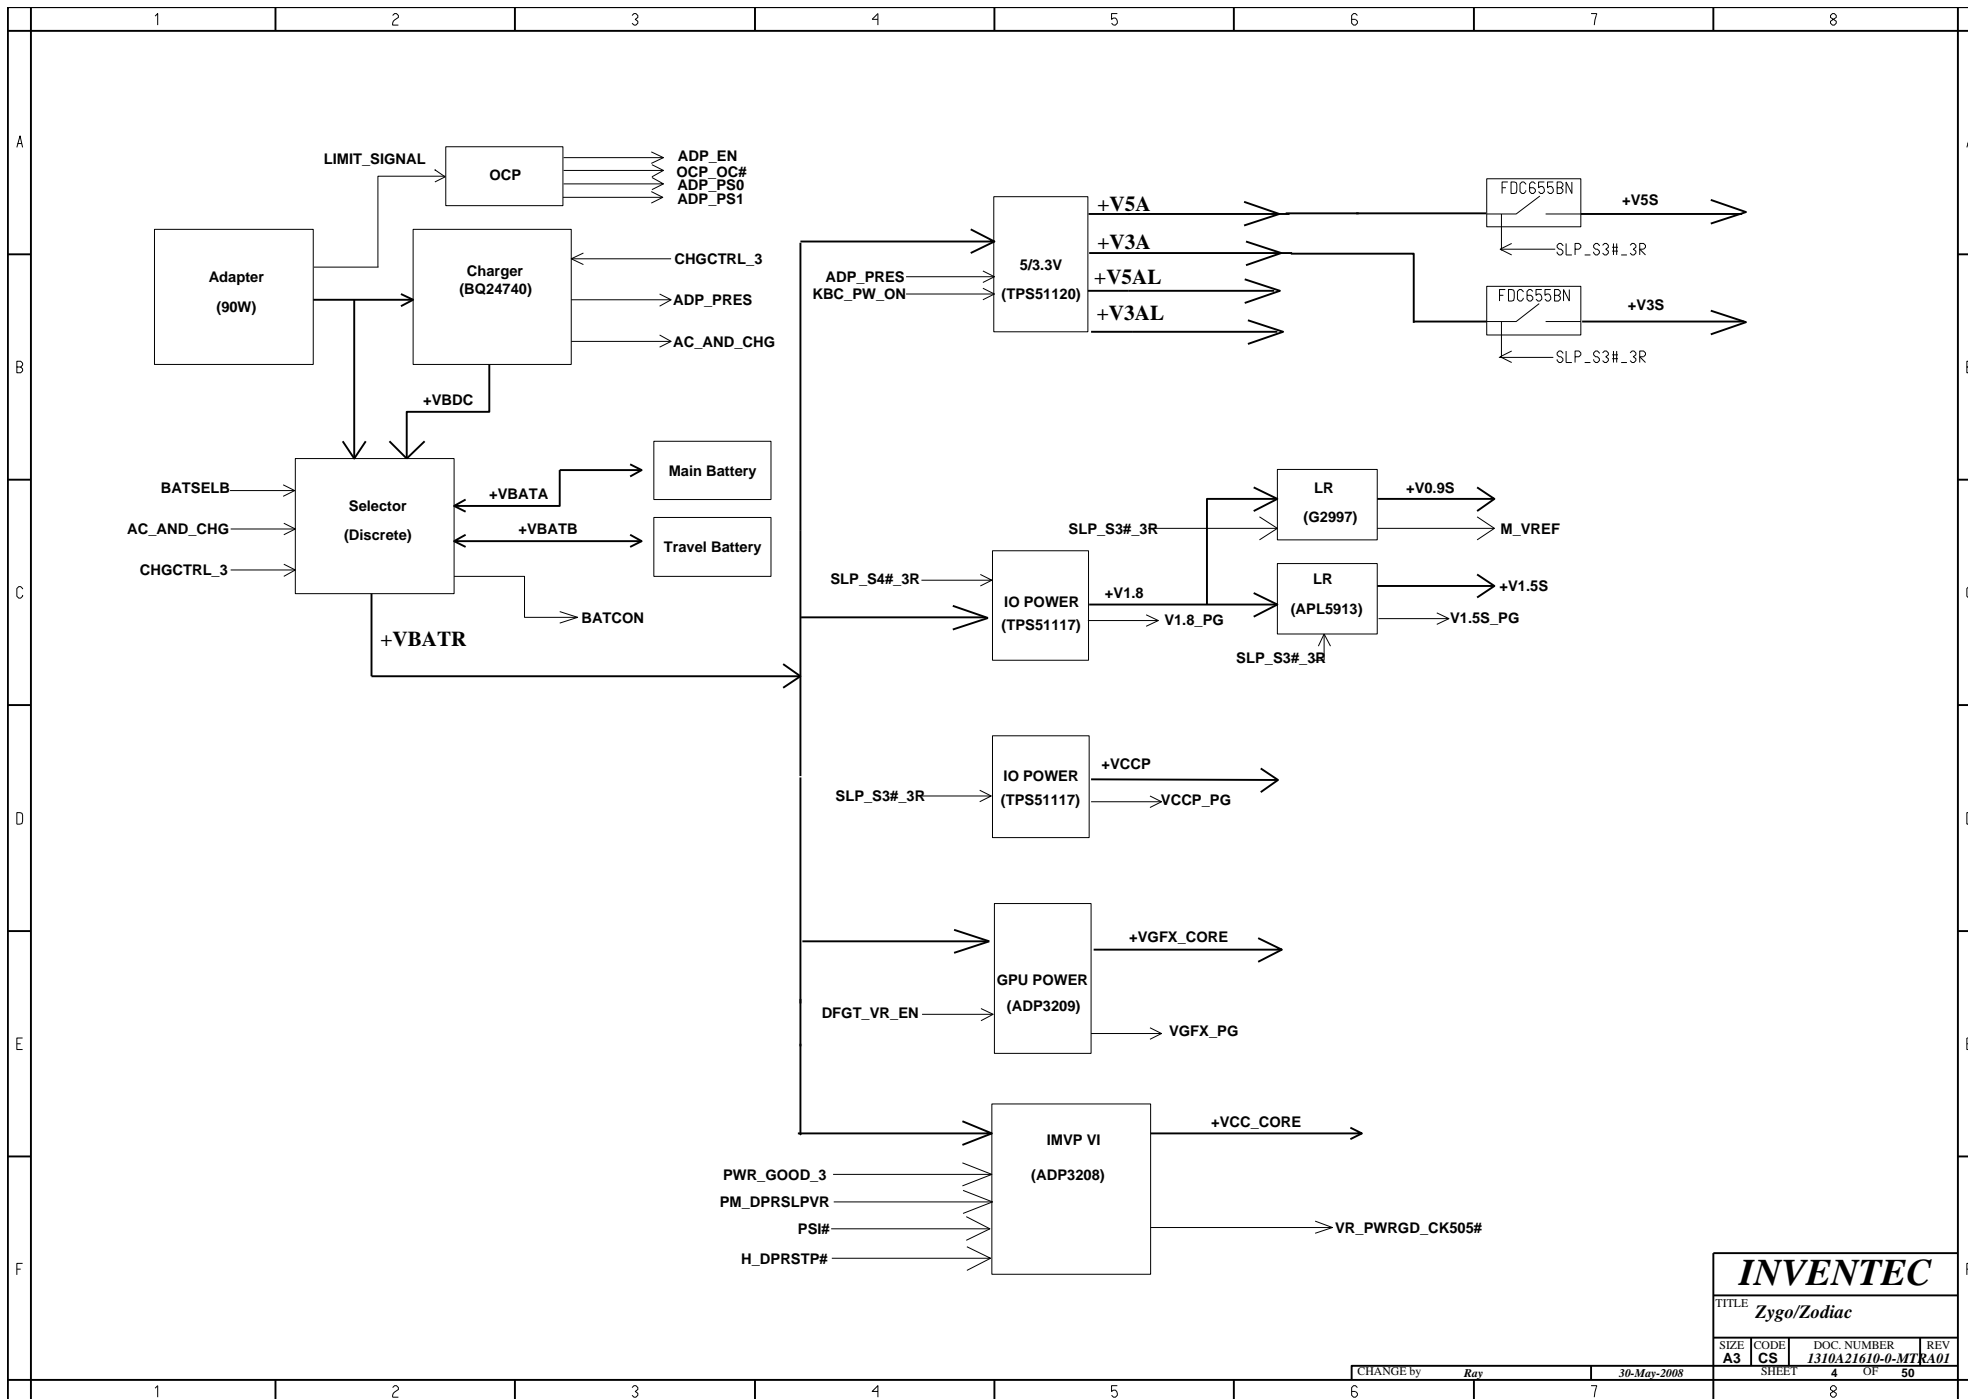 1 2 3 4 5 6 7 8
A
B
C
D
E
F
LIMIT_SIGNAL
OCP
ADP_EN
OCP_OC#
ADP_PS0
ADP_PS1
Adapter
(90W)
Charger
(BQ24740)
CHGCTRL_3
ADP_PRES
AC_AND_CHG
+VBDC
BATSELB
AC_AND_CHG
CHGCTRL_3
Selector
(Discrete)
+VBATA
+VBATB
Main Battery
Travel Battery
BATCON
+VBATR
ADP_PRES
KBC_PW_ON
5/3.3V
(TPS51120)
+V5A
+V3A
+V5AL
+V3AL
FDC655BN
+V5S
SLP_S3#_3R
FDC655BN
+V3S
SLP_S3#_3R
SLP_S3#_3R
LR
(G2997)
+V0.9S
M_VREF
SLP_S4#_3R
IO POWER
(TPS51117)
+V1.8
V1.8_PG
LR
(APL5913)
+V1.5S
V1.5S_PG
SLP_S3#_3R
SLP_S3#_3R
IO POWER
(TPS51117)
+VCCP
VCCP_PG
DFGT_VR_EN
GPU POWER
(ADP3209)
+VGFX_CORE
VGFX_PG
IMVP VI
(ADP3208)
PWR_GOOD_3
PM_DPRSLPVR
PSI#
H_DPRSTP#
+VCC_CORE
VR_PWRGD_CK505#
INVENTEC
TITLE Zygo/Zodiac
SIZE CODE DOC. NUMBER REV
A3 CS 1310A21610-0-MTRA01
CHANGE by Ray 30-May-2008 SHEET 4 OF 50
1 2 3 4 5 6 7 8